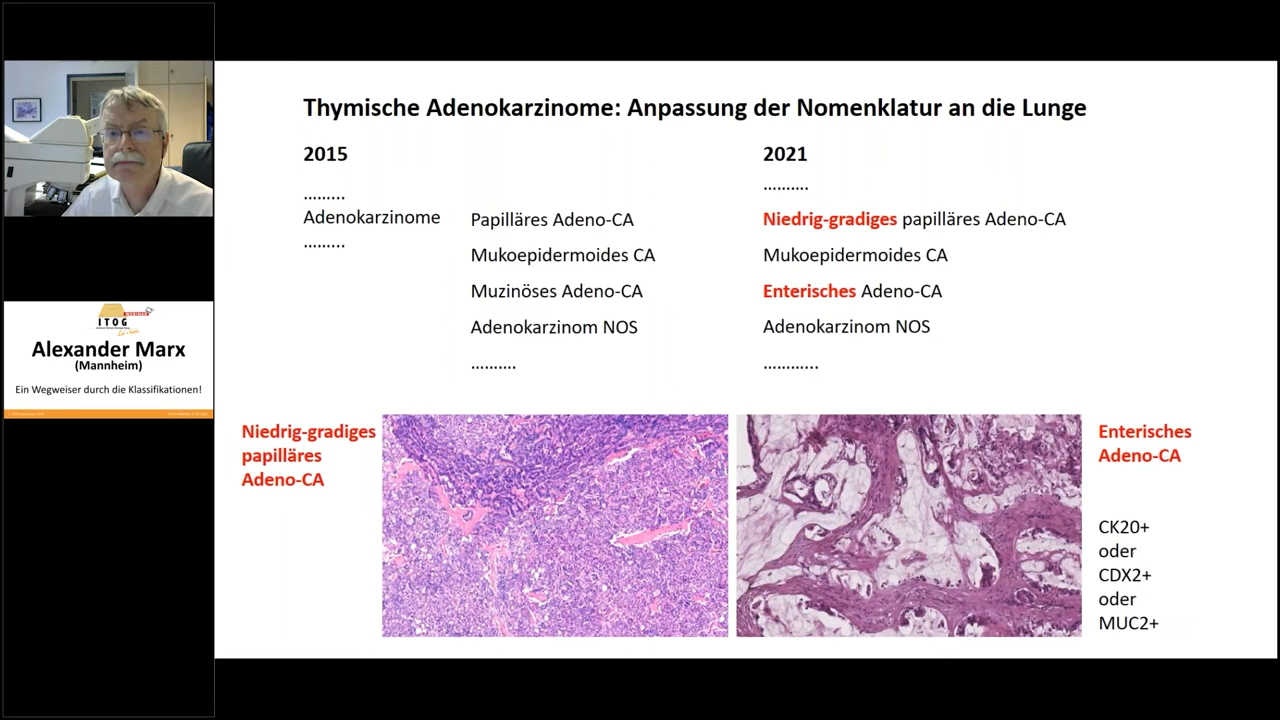 Thymische Adenokarzinome: Anpassung der Nomenklatur an die Lunge
2015
.........
Adenokarzinome
.........
Papilläres Adeno-CA
Mukoepidermoides CA
Muzinöses Adeno-CA
Adenokarzinom NOS
..........
2021
..........
Niedrig-gradiges papilläres Adeno-CA
Mukoepidermoides CA
Enterisches Adeno-CA
Adenokarzinom NOS
............
Niedrig-gradiges
papilläres
Adeno-CA
Enterisches
Adeno-CA
CK20+
oder
CDX2+
oder
MUC2+
WEBINAR
ITOG
Alexander Marx
(Mannheim)
Ein Wegweiser durch die Klassifikationen!